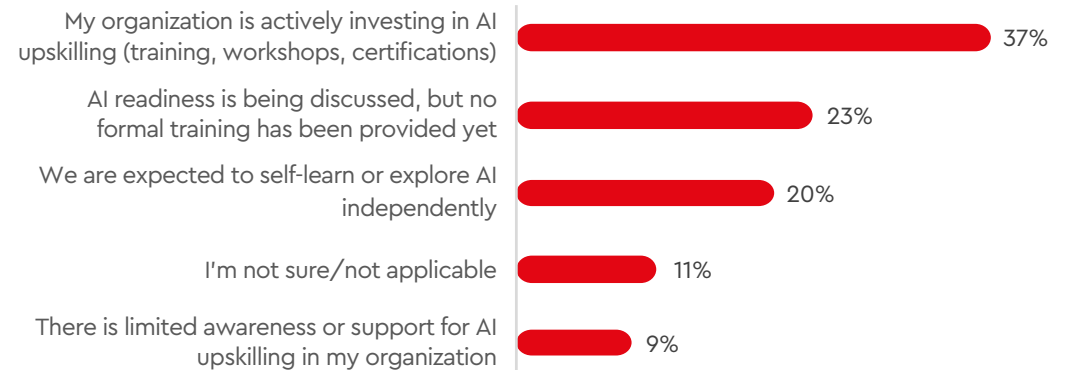 My organization is actively investing in AI
upskilling (training, workshops, certifications)
37%
AI readiness is being discussed, but no
formal training has been provided yet
23%
We are expected to self-learn or explore AI
independently
20%
I'm not sure/not applicable
11%
There is limited awareness or support for AI
upskilling in my organization
9%